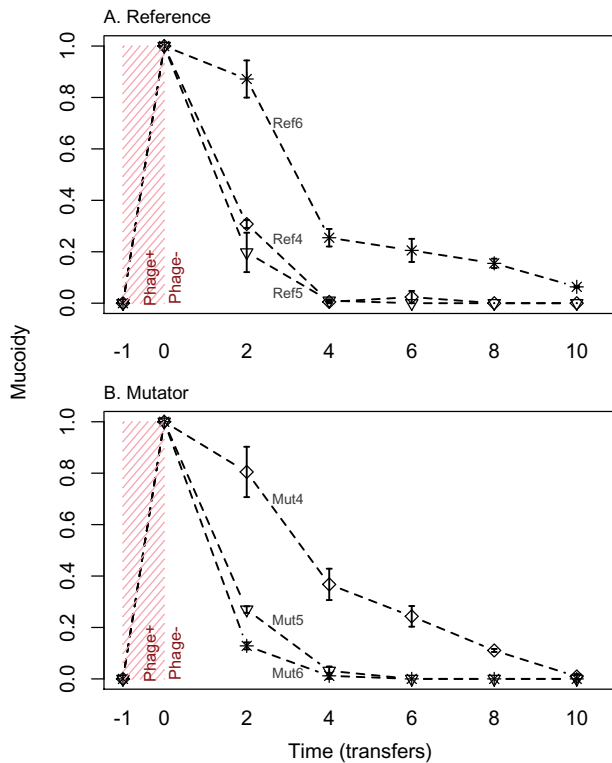 A. Reference
1.0
0.8
0.6
0.4
0.2
0.0
Ref6
Ref4
Ref5
Phage+
Phage-
-1 0 2 4 6 8 10
Mucoidy
B. Mutator
1.0
0.8
0.6
0.4
0.2
0.0
Mut4
Mut5
Mut6
Phage+
Phage-
-1 0 2 4 6 8 10
Time (transfers)